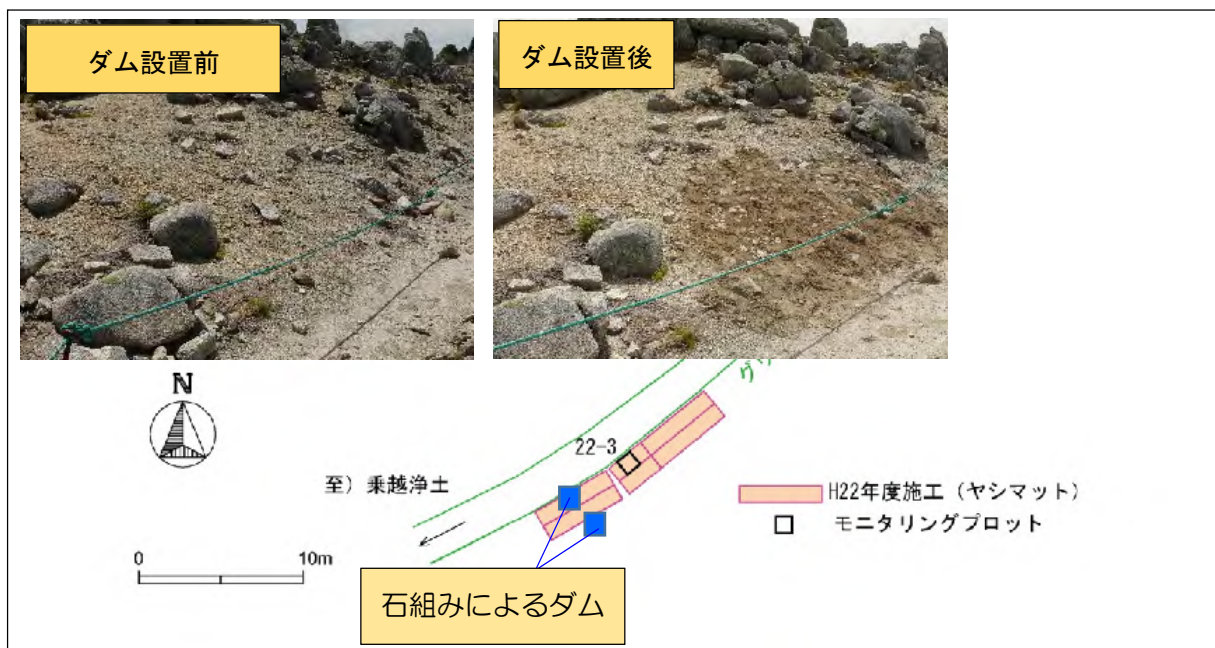 ダム設置前
ダム設置後
N
22-3
至）乗越浄土
H22年度施工（ヤシマット）
モニタリングプロット
0 10m
石組みによるダム